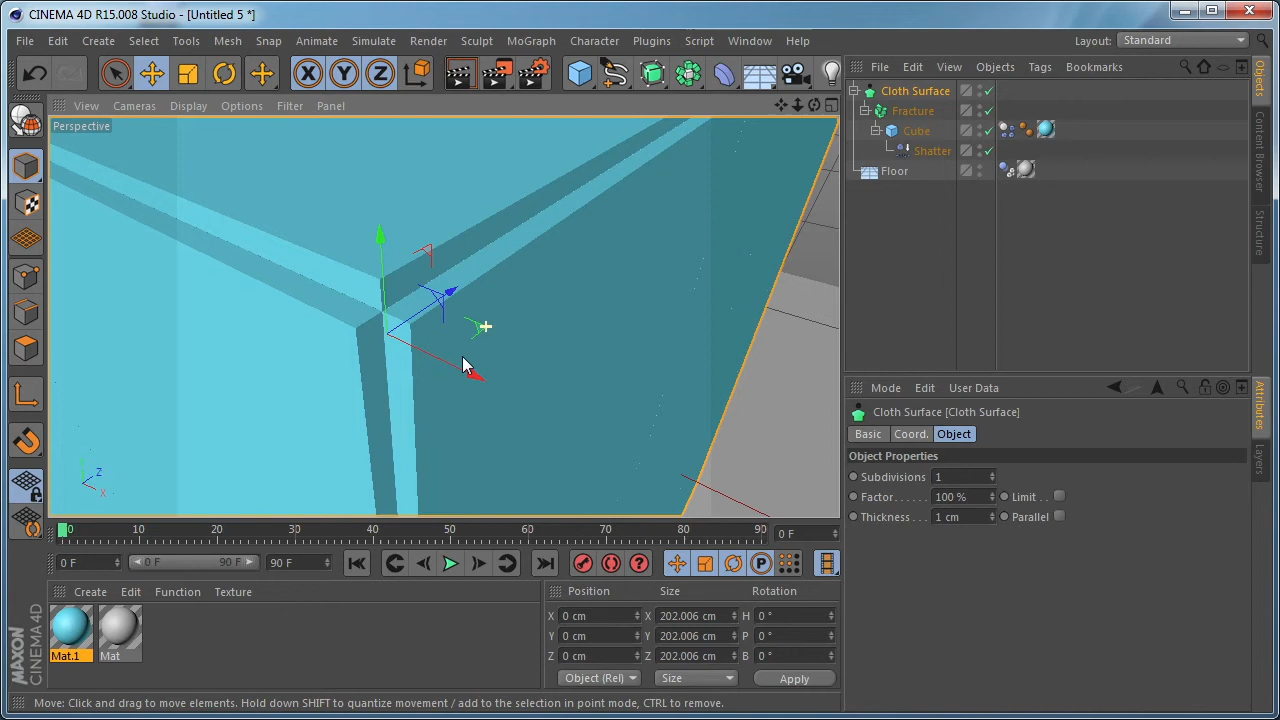 CINEMA 4D R15.008 Studio - [Untitled 5 *]
File Edit Create Select Tools Mesh Snap Animate Simulate Render Sculpt MoGraph Character Plugins Script Window Help
Layout: Standard
X Y Z
File Edit View Objects Tags Bookmarks
View Cameras Display Options Filter Panel
Perspective
Cloth Surface
Fracture
Cube
Shatter
Floor
Objects
Content Browser
Structure
Y
Z
X
Mode Edit User Data
Cloth Surface [Cloth Surface]
Basic Coord. Object
Object Properties
Subdivisions 1
Factor...... 100 % Limit..
Thickness.. 1 cm Parallel
Attributes
Layers
0 10 20 30 40 50 60 70 80 90 0 F
0 F 0 F 90 F 90 F
P
Create Edit Function Texture
Mat.1 Mat
Position Size Rotation
X 0 cm X 202.006 cm H 0 °
Y 0 cm Y 202.006 cm P 0 °
Z 0 cm Z 202.006 cm B 0 °
Object (Rel) Size Apply
MAXON CINEMA 4D
Move: Click and drag to move elements. Hold down SHIFT to quantize movement / add to the selection in point mode, CTRL to remove.